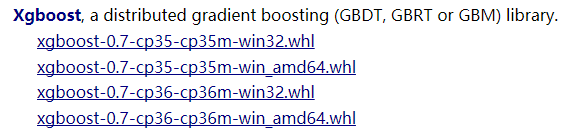 Xgboost, a distributed gradient boosting (GBDT, GBRT or GBM) library.
xgboost-0.7-cp35-cp35m-win32.whl
xgboost-0.7-cp35-cp35m-win_amd64.whl
xgboost-0.7-cp36-cp36m-win32.whl
xgboost-0.7-cp36-cp36m-win_amd64.whl